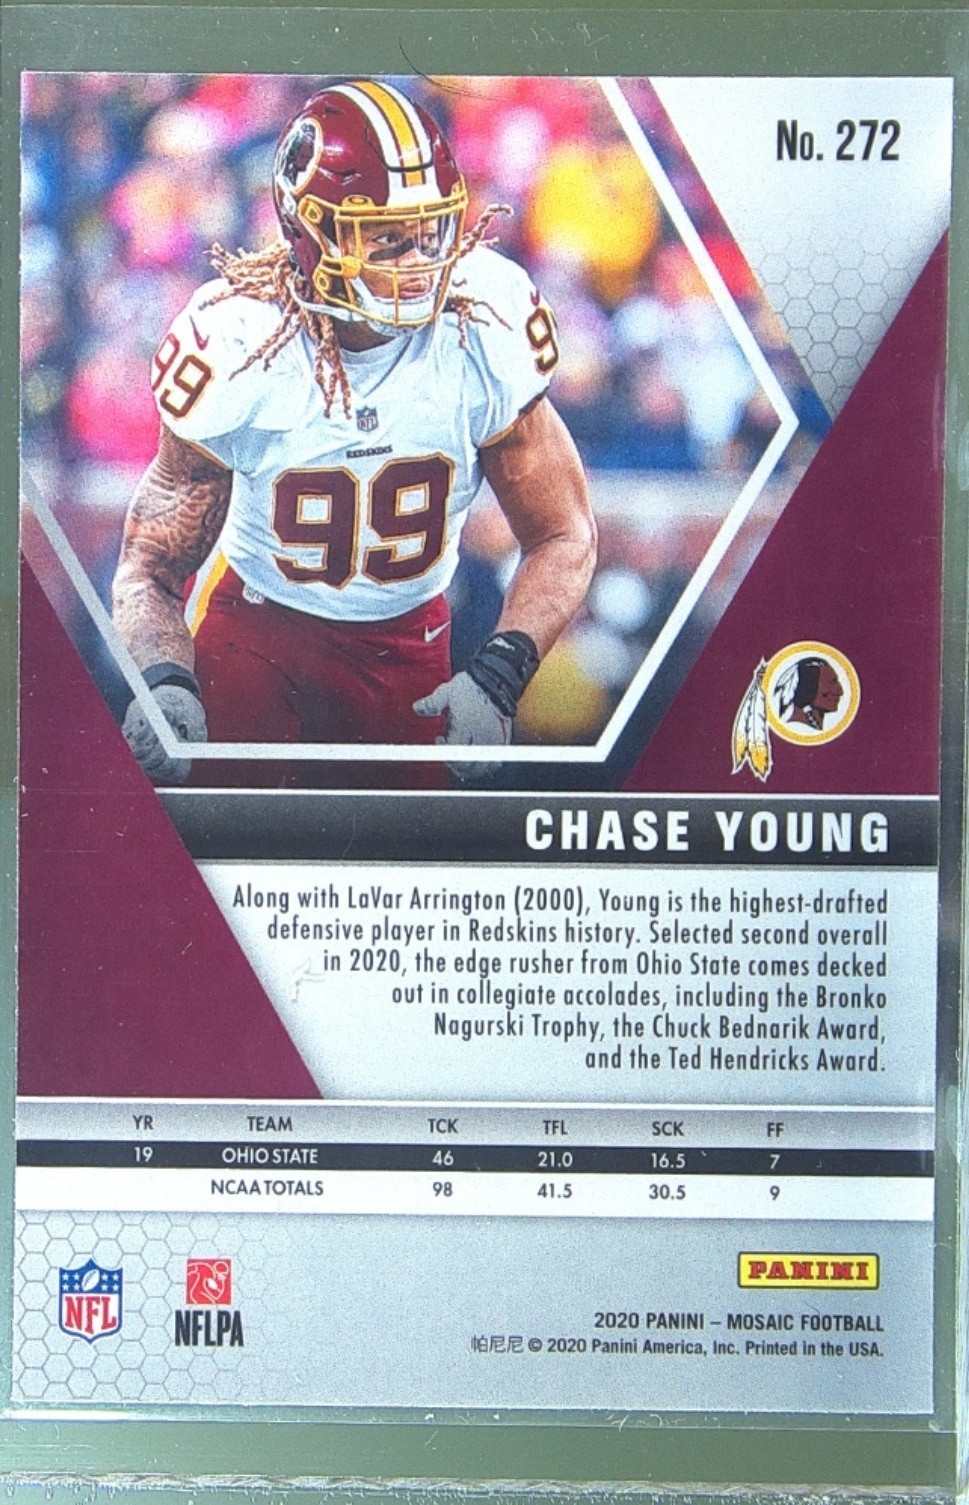 No. 272
99
9
NFL
REDSKINS
99
CHASE YOUNG
Along with LaVar Arrington (2000), Young is the highest-drafted
defensive player in Redskins history. Selected second overall
in 2020, the edge rusher from Ohio State comes decked
out in collegiate accolades, including the Bronko
Nagurski Trophy, the Chuck Bednarik Award,
and the Ted Hendricks Award.
YR TEAM TCK TFL SCK FF
19 OHIO STATE 46 21.0 16.5 7
NCAA TOTALS 98 41.5 30.5 9
NFL
NFLPA
PANINI
2020 PANINI – MOSAIC FOOTBALL
帕尼尼 © 2020 Panini America, Inc. Printed in the USA.